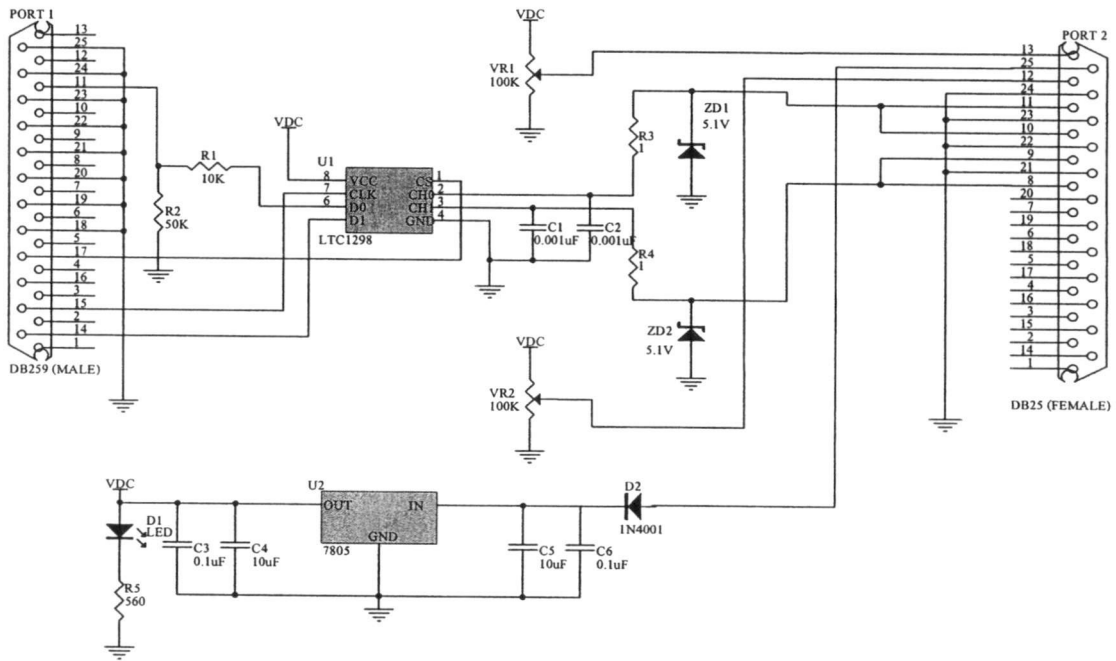 PORT 1
13
25
12
24
11
23
10
22
9
21
8
20
7
19
6
18
5
17
4
16
3
15
2
14
1
DB259 (MALE)
R1
10K
R2
50K
VDC
U1
8
7
6
VCC
CLK
D0
D1
CS
CH0
CH1
GND
1
2
3
4
LTC1298
C1
0.001uF
C2
0.001uF
VDC
VR1
100K
R3
1
R4
1
ZD1
5.1V
ZD2
5.1V
VDC
VR2
100K
PORT 2
13
25
12
24
11
23
10
22
9
21
8
20
7
19
6
18
5
17
4
16
3
15
2
14
1
DB25 (FEMALE)
VDC
D1
LED
R5
560
C3
0.1uF
C4
10uF
U2
OUT
IN
GND
7805
C5
10uF
C6
0.1uF
D2
1N4001